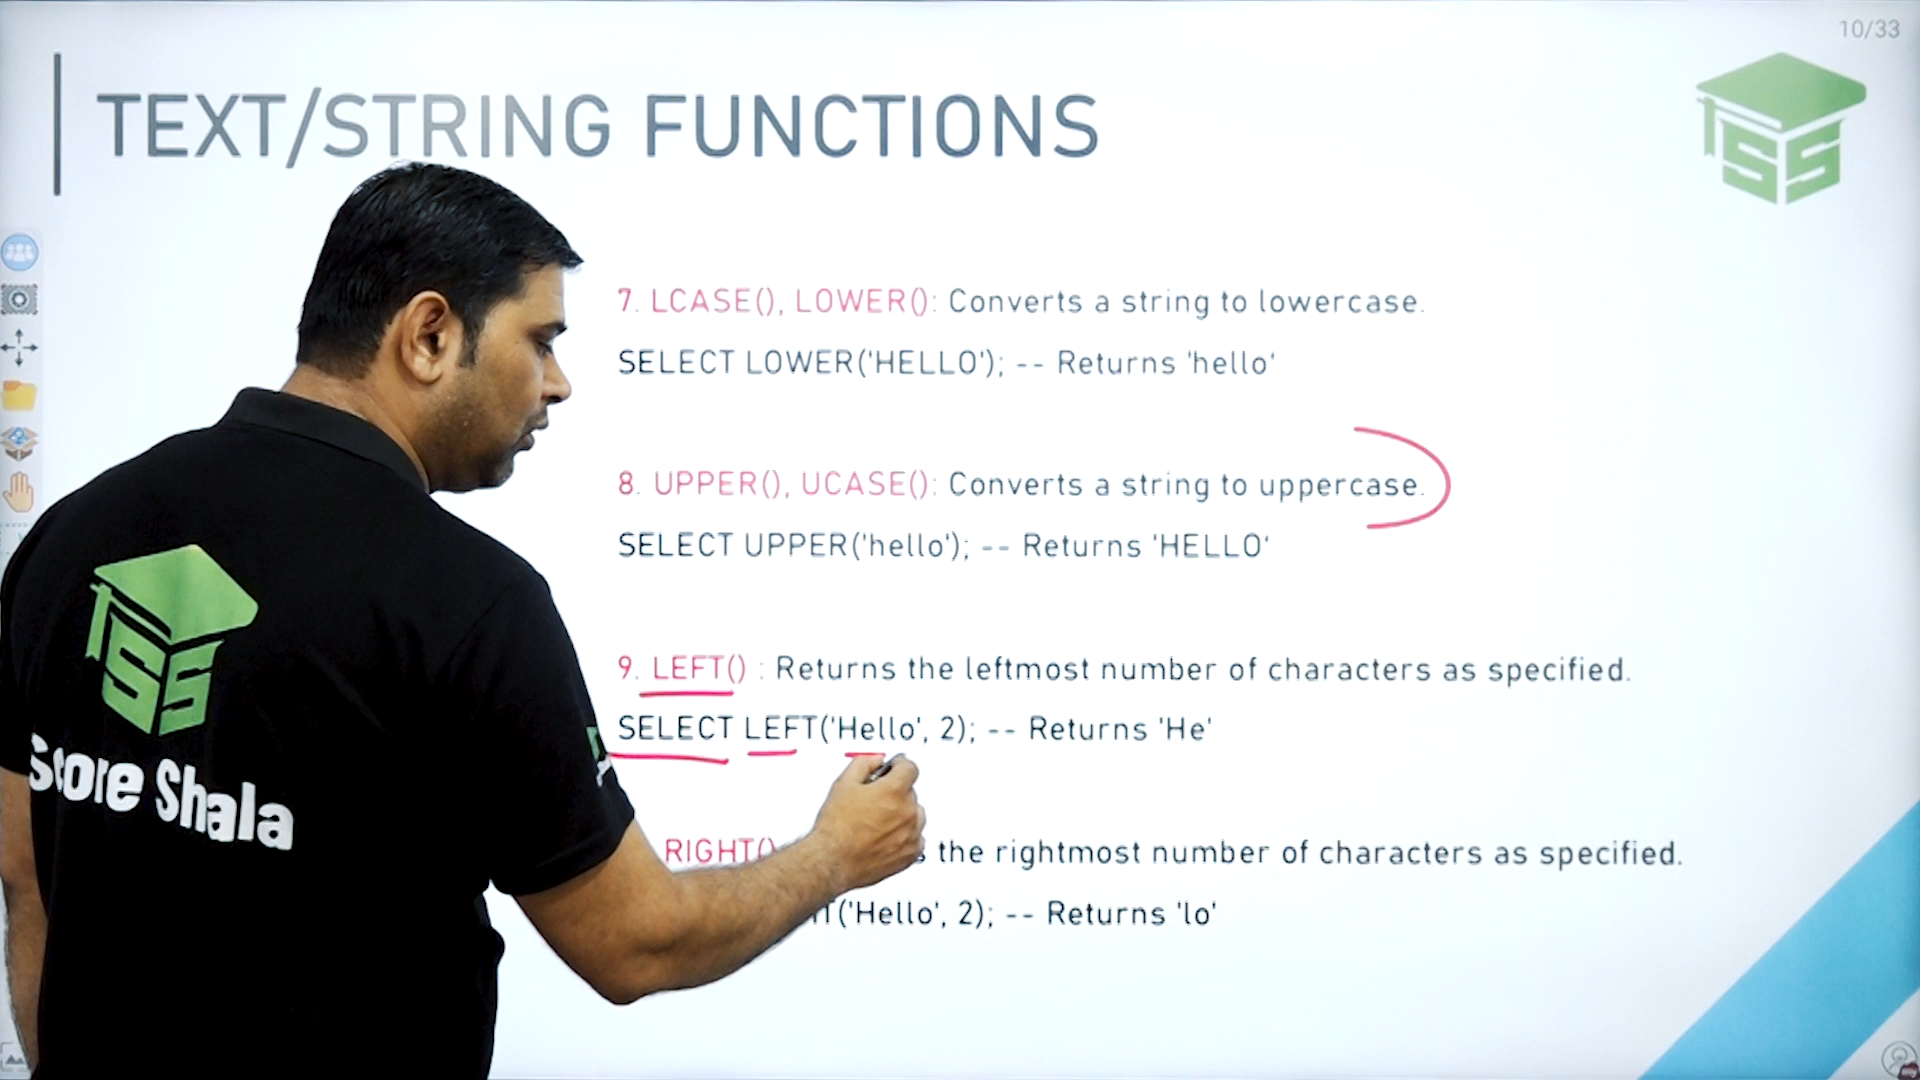 10/33
TEXT/STRING FUNCTIONS
SS
7. LCASE(), LOWER(): Converts a string to lowercase.
SELECT LOWER('HELLO'); -- Returns 'hello'
8. UPPER(), UCASE(): Converts a string to uppercase.
SELECT UPPER('hello'); -- Returns 'HELLO'
9. LEFT() : Returns the leftmost number of characters as specified.
SELECT LEFT('Hello', 2); -- Returns 'He'
RIGHT() the rightmost number of characters as specified.
('Hello', 2); -- Returns 'lo'
SS
Score Shala